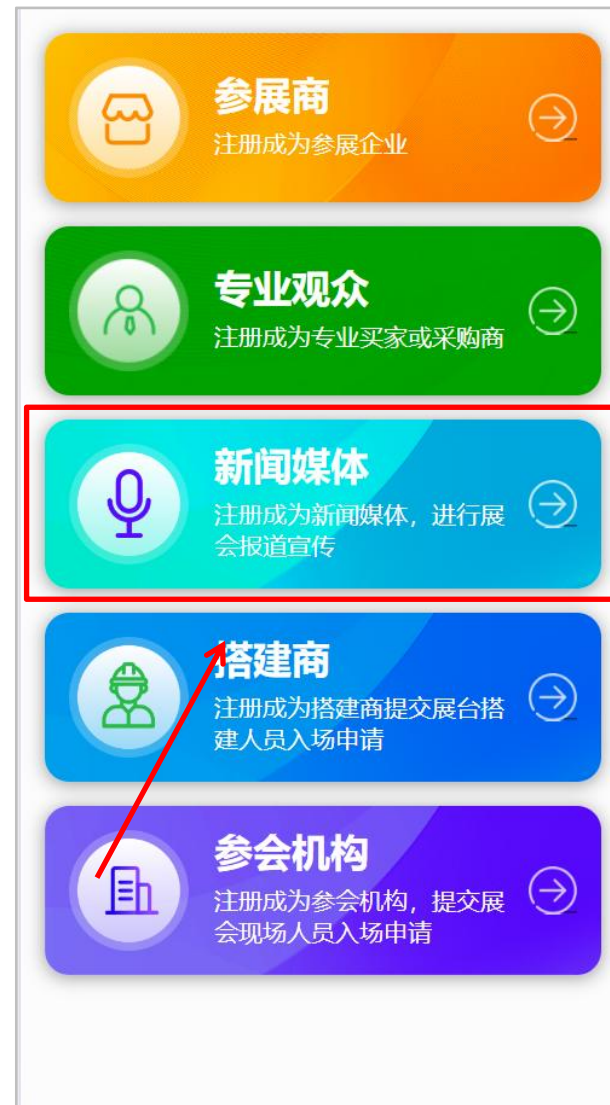 参展商
注册成为参展企业
专业观众
注册成为专业买家或采购商
新闻媒体
注册成为新闻媒体，进行展
会报道宣传
搭建商
注册成为搭建商提交展台搭
建人员入场申请
参会机构
注册成为参会机构，提交展
会现场人员入场申请